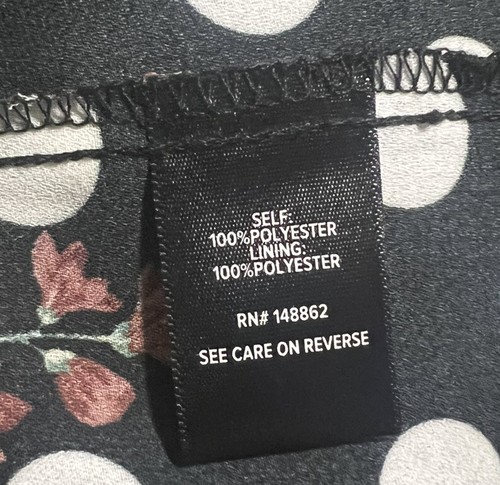 SELF:
100%POLYESTER
LINING:
100%POLYESTER
RN# 148862
SEE CARE ON REVERSE